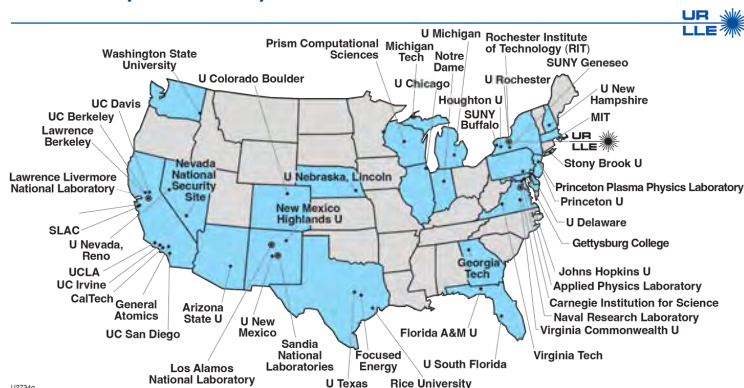 UR
LLE
Washington State
University
Prism Computational
Sciences
Michigan
Tech
U Michigan
Notre
Dame
Rochester Institute
of Technology (RIT)
SUNY Geneseo
U Colorado Boulder
U Chicago
U Rochester
Houghton U
SUNY
Buffalo
U New
Hampshire
MIT
UR
LLE
Stony Brook U
UC Davis
UC Berkeley
Lawrence
Berkeley
Lawrence Livermore
National Laboratory
Nevada
National
Security
Site
U Nebraska, Lincoln
New Mexico
Highlands U
Princeton Plasma Physics Laboratory
Princeton U
U Delaware
Gettysburg College
SLAC
U Nevada,
Reno
UCLA
UC Irvine
CalTech
General
Atomics
UC San Diego
Arizona
State U
U New
Mexico
Los Alamos
National Laboratory
Sandia
National
Laboratories
Georgia
Tech
Johns Hopkins U
Applied Physics Laboratory
Carnegie Institution for Science
Naval Research Laboratory
Virginia Commonwealth U
Virginia Tech
Florida A&M U
U South Florida
Focused
Energy
U Texas
Rice University